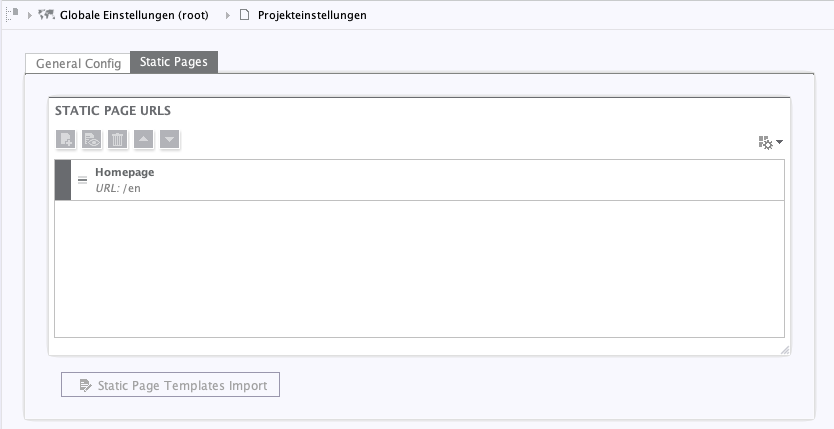 Globale Einstellungen (root) Projekteinstellungen
General Config Static Pages
STATIC PAGE URLS
Homepage
URL: /en
Static Page Templates Import